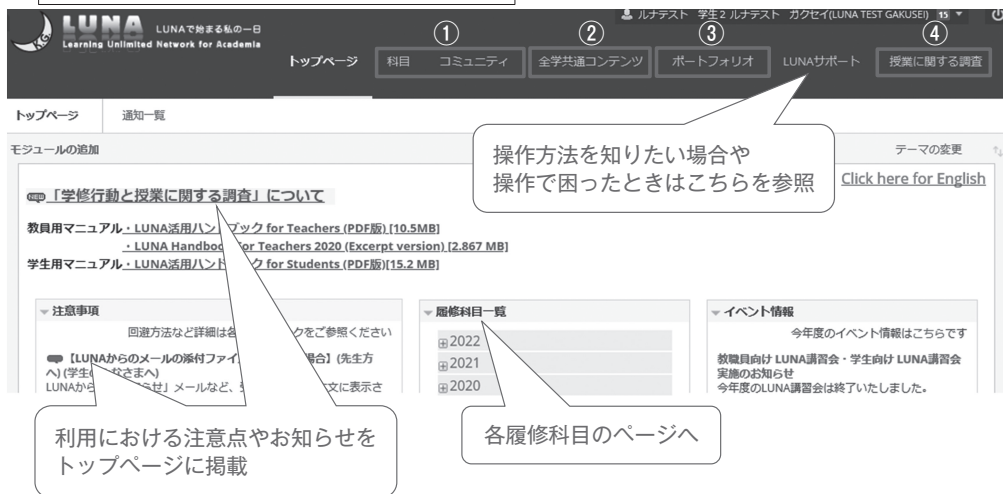 LUNA LUNAで始まる私の一日
Learning Unlimited Network for Academia
KG
ルナテスト 学生2 ルナテスト ガクセイ(LUNA TEST GAKUSEI) 15
① ② ③ ④
トップページ 科目 コミュニティ 全学共通コンテンツ ポートフォリオ LUNAサポート 授業に関する調査
トップページ 通知一覧
モジュールの追加 テーマの変更
操作方法を知りたい場合や
操作で困ったときはこちらを参照
Click here for English
「学修行動と授業に関する調査」について
教員用マニュアル・LUNA活用ハンドブック for Teachers (PDF版) [10.5MB]
・LUNA Handbook for Teachers 2020 (Excerpt version) [2.867 MB]
学生用マニュアル・LUNA活用ハンドブック for Students (PDF版)[15.2 MB]
注意事項
回避方法など詳細は各 クをご参照ください
【LUNAからのメールの添付ファイ 場合】(先生方
へ) (学生 なさまへ)
LUNAから らせ」メールなど、 文に表示さ
履修科目一覧
2022
2021
2020
イベント情報
今年度のイベント情報はこちらです
教職員向け LUNA講習会・学生向け LUNA講習会
実施のお知らせ
今年度のLUNA講習会は終了いたしました。
利用における注意点やお知らせを
トップページに掲載
各履修科目のページへ